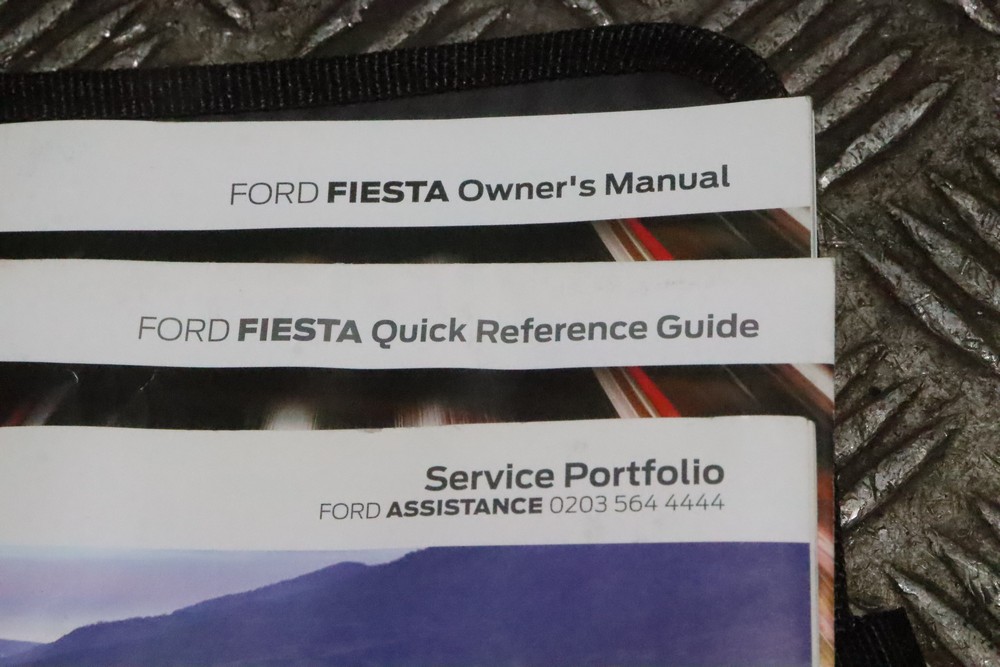 FORD FIESTA Owner's Manual
FORD FIESTA Quick Reference Guide
Service Portfolio
FORD ASSISTANCE 0203 564 4444